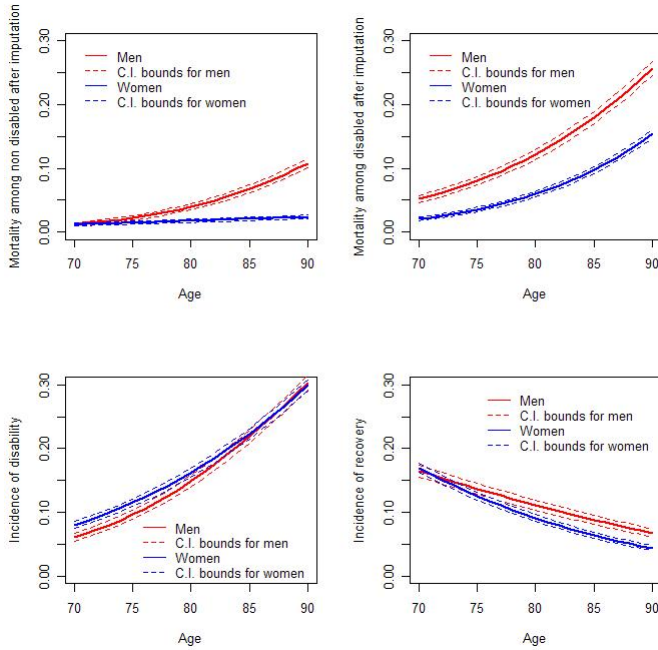 Mortality among non disabled after imputation
0.00 0.10 0.20 0.30
Men
C.I. bounds for men
Women
C.I. bounds for women
70 75 80 85 90
Age
Mortality among disabled after imputation
0.00 0.10 0.20 0.30
Men
C.I. bounds for men
Women
C.I. bounds for women
70 75 80 85 90
Age
Incidence of disability
0.00 0.10 0.20 0.30
Men
C.I. bounds for men
Women
C.I. bounds for women
70 75 80 85 90
Age
Incidence of recovery
0.00 0.10 0.20 0.30
Men
C.I. bounds for men
Women
C.I. bounds for women
70 75 80 85 90
Age